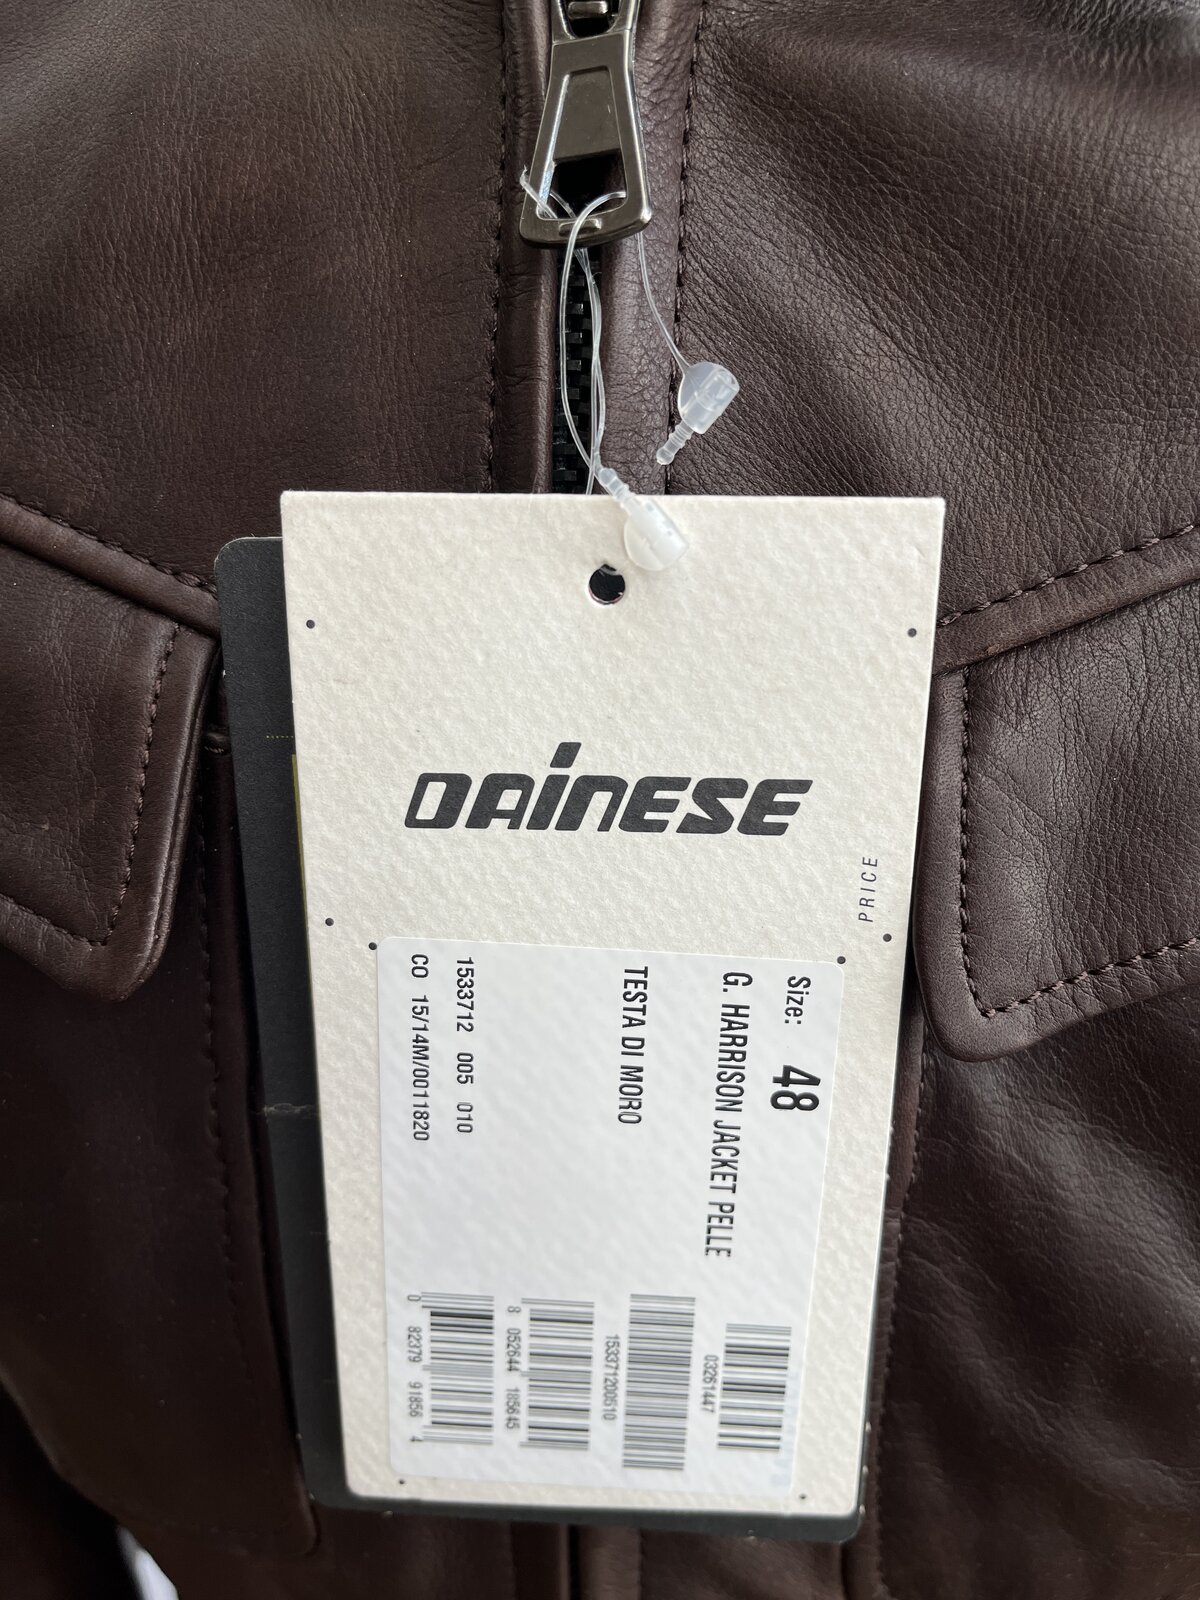 DAINESE
PRICE
Size: 48
G. HARRISON JACKET PELLE
TESTA DI MORO
1533712 005 010
CO 15/14M/0011820
03261447
153371200510
8 052644 185645
0 82379 91856 4